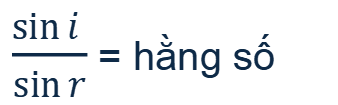 sin i / sin r = hằng số